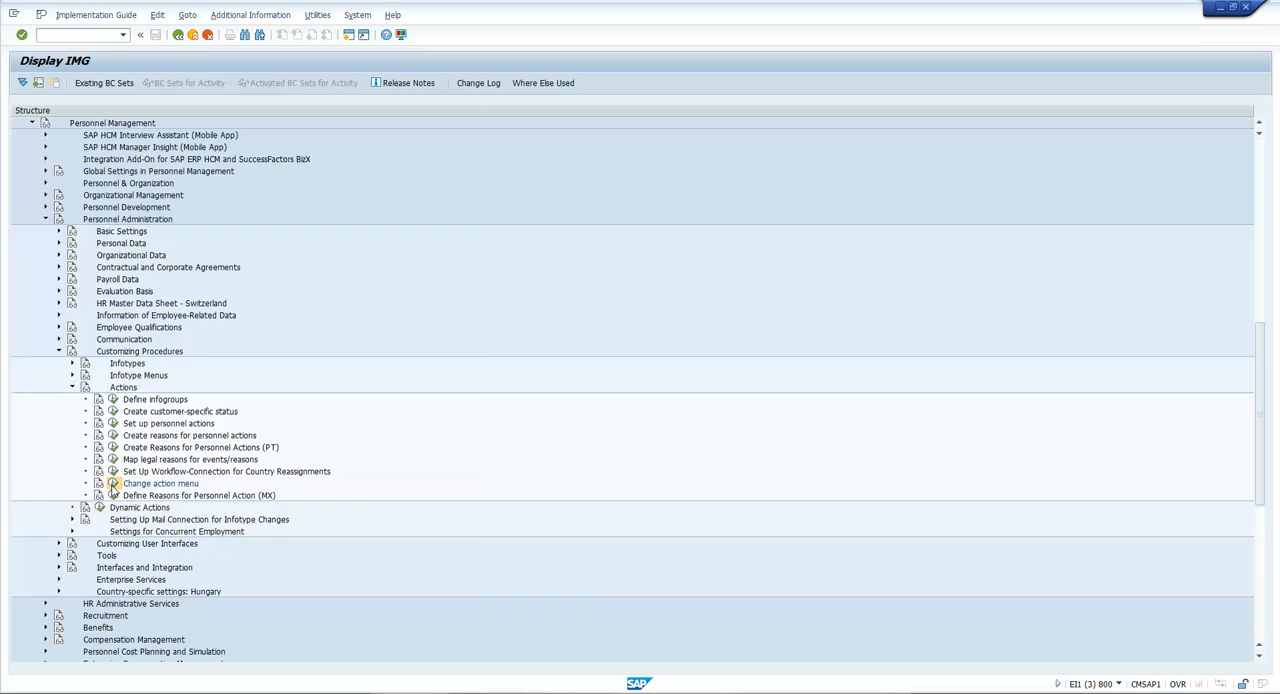 Implementation Guide Edit Goto Additional Information Utilities System Help
Display IMG
Existing BC Sets BC Sets for Activity Activated BC Sets for Activity Release Notes Change Log Where Else Used
Structure
Personnel Management
SAP HCM Interview Assistant (Mobile App)
SAP HCM Manager Insight (Mobile App)
Integration Add-On for SAP ERP HCM and SuccessFactors BizX
Global Settings in Personnel Management
Personnel & Organization
Organizational Management
Personnel Development
Personnel Administration
Basic Settings
Personal Data
Organizational Data
Contractual and Corporate Agreements
Payroll Data
Evaluation Basis
HR Master Data Sheet - Switzerland
Information of Employee-Related Data
Employee Qualifications
Communication
Customizing Procedures
Infotypes
Infotype Menus
Actions
Define infogroups
Create customer-specific status
Set up personnel actions
Create reasons for personnel actions
Create Reasons for Personnel Actions (PT)
Map legal reasons for events/reasons
Set Up Workflow-Connection for Country Reassignments
Change action menu
Define Reasons for Personnel Action (MX)
Dynamic Actions
Setting Up Mail Connection for Infotype Changes
Settings for Concurrent Employment
Customizing User Interfaces
Tools
Interfaces and Integration
Enterprise Services
Country-specific settings: Hungary
HR Administrative Services
Recruitment
Benefits
Compensation Management
Personnel Cost Planning and Simulation
SAP EI1 (3) 800 CMSAP1 OVR